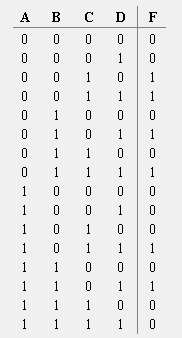 A B C D F
0 0 0 0 0
0 0 0 1 0
0 0 1 0 1
0 0 1 1 1
0 1 0 0 0
0 1 0 1 1
0 1 1 0 0
0 1 1 1 1
1 0 0 0 0
1 0 0 1 0
1 0 1 0 0
1 0 1 1 1
1 1 0 0 0
1 1 0 1 1
1 1 1 0 0
1 1 1 1 0